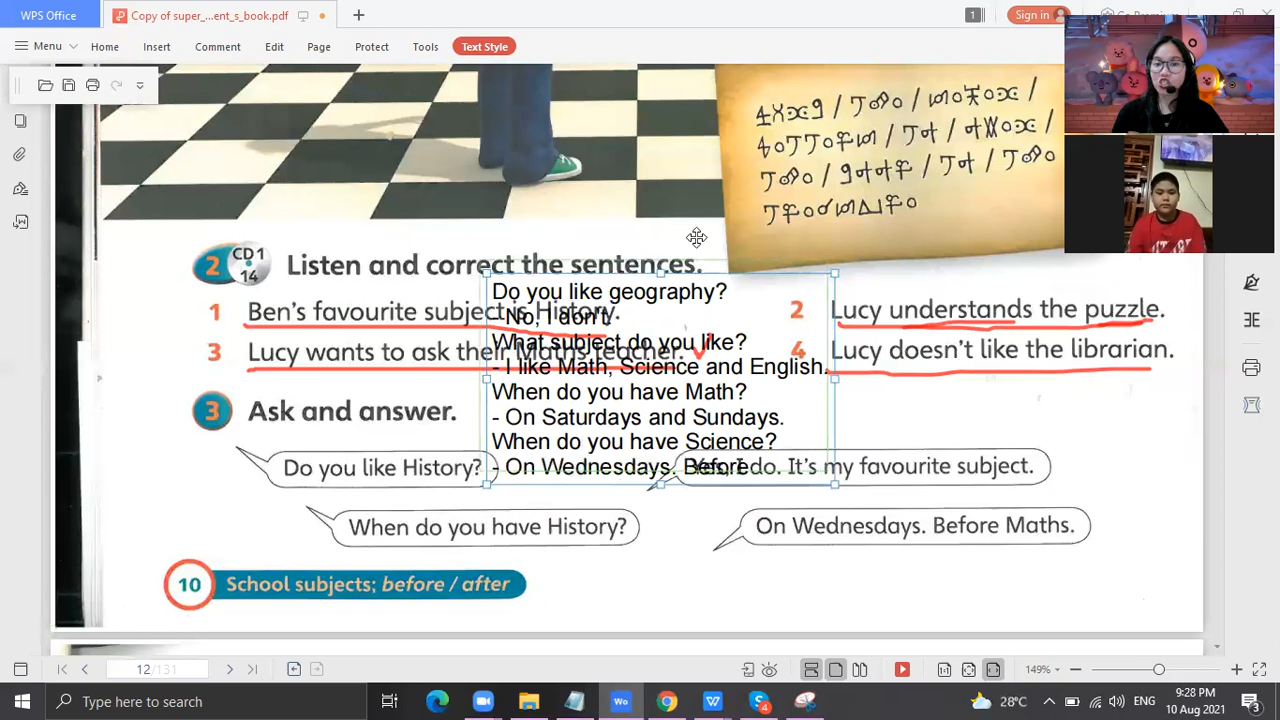 WPS Office
Copy of super_...ent_s_book.pdf
1
Sign in
Go Premium
Menu
Home
Insert
Comment
Edit
Page
Protect
Tools
Text Style
2
CD1
14
Listen and correct the sentences.
1 Ben's favourite subject is History.
2 Lucy understands the puzzle.
3 Lucy wants to ask their Maths teacher.
4 Lucy doesn't like the librarian.
Do you like geography?
- No, I don't.
What subject do you like?
- I like Math, Science and English.
When do you have Math?
- On Saturdays and Sundays.
When do you have Science?
- On Wednesdays. Before
3 Ask and answer.
Do you like History?
Yes, I do. It's my favourite subject.
When do you have History?
On Wednesdays. Before Maths.
10 School subjects; before / after
12/131
149%
Type here to search
28°C
ENG
9:28 PM
10 Aug 2021